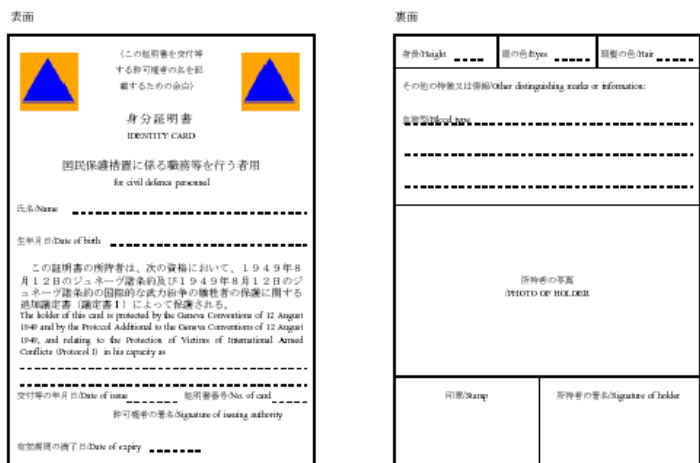 表面
(この証明書を交付等
する許可権者の名を記
載するための余白)
身分証明書
IDENTITY CARD
国民保護措置に係る職務等を行う者用
for civil defence personnel
氏名/Name
生年月日/Date of birth
この証明書の所持者は、次の資格において、1949年8
月12日のジュネーヴ諸条約及び1949年8月12日のジ
ュネーヴ諸条約の国際的な武力紛争の犠牲者の保護に関する
追加議定書(議定書I)によって保護される。
The holder of this card is protected by the Geneva Conventions of 12 August
1949 and by the Protocol Additional to the Geneva Conventions of 12 August
1949, and relating to the Protection of Victims of International Armed
Conflicts (Protocol I) in his capacity as
交付等の年月日/Date of issue 証明書番号/No. of card
許可権者の署名/Signature of issuing authority
有効期間の満了日/Date of expiry
裏面
身長/Height 眼の色/Eyes 頭髪の色/Hair
その他の特徴又は情報/Other distinguishing marks or information:
血液型/Blood type
所持者の写真
/PHOTO OF HOLDER
印章/Stamp 所持者の署名/Signature of holder